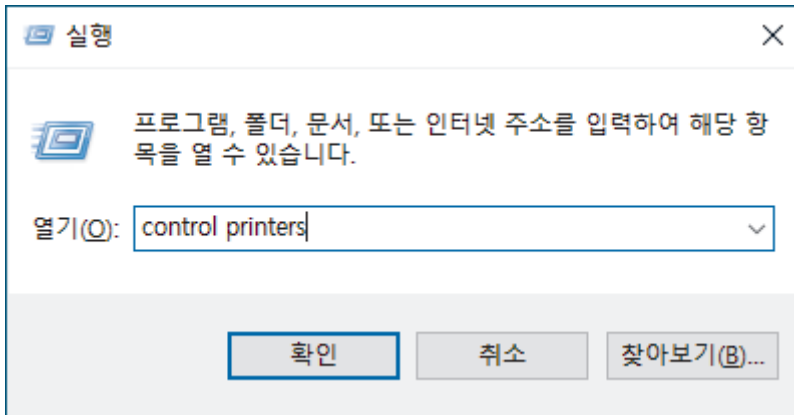 실행
프로그램, 폴더, 문서, 또는 인터넷 주소를 입력하여 해당 항
목을 열 수 있습니다.
열기(O): control printers
확인 취소 찾아보기(B)...